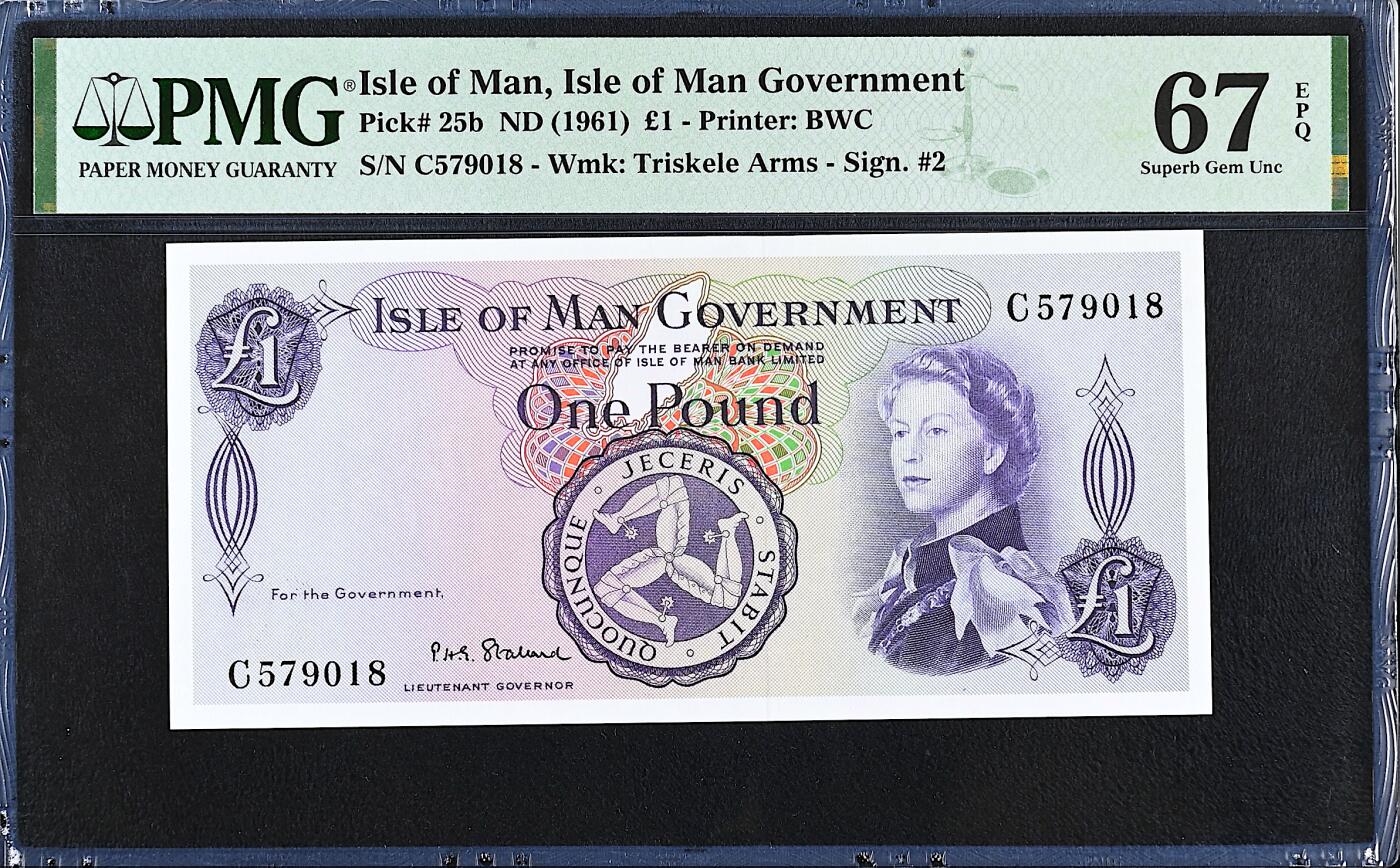 PMG®
PAPER MONEY GUARANTY
Isle of Man, Isle of Man Government
Pick# 25b ND (1961) £1 - Printer: BWC
S/N C579018 - Wmk: Triskele Arms - Sign. #2
67
EPQ
Superb Gem Unc
£1
ISLE OF MAN GOVERNMENT
C579018
PROMISE TO PAY THE BEARER ON DEMAND
AT ANY OFFICE OF ISLE OF MAN BANK LIMITED
One Pound
QUOCUNQUE JECERIS STABIT
For the Government,
P.H.G. Stallard
LIEUTENANT GOVERNOR
C579018
£1